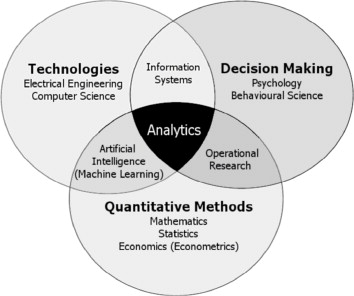 Technologies
Electrical Engineering
Computer Science
Information
Systems
Decision Making
Psychology
Behavioural Science
Analytics
Artificial
Intelligence
(Machine Learning)
Operational
Research
Quantitative Methods
Mathematics
Statistics
Economics (Econometrics)